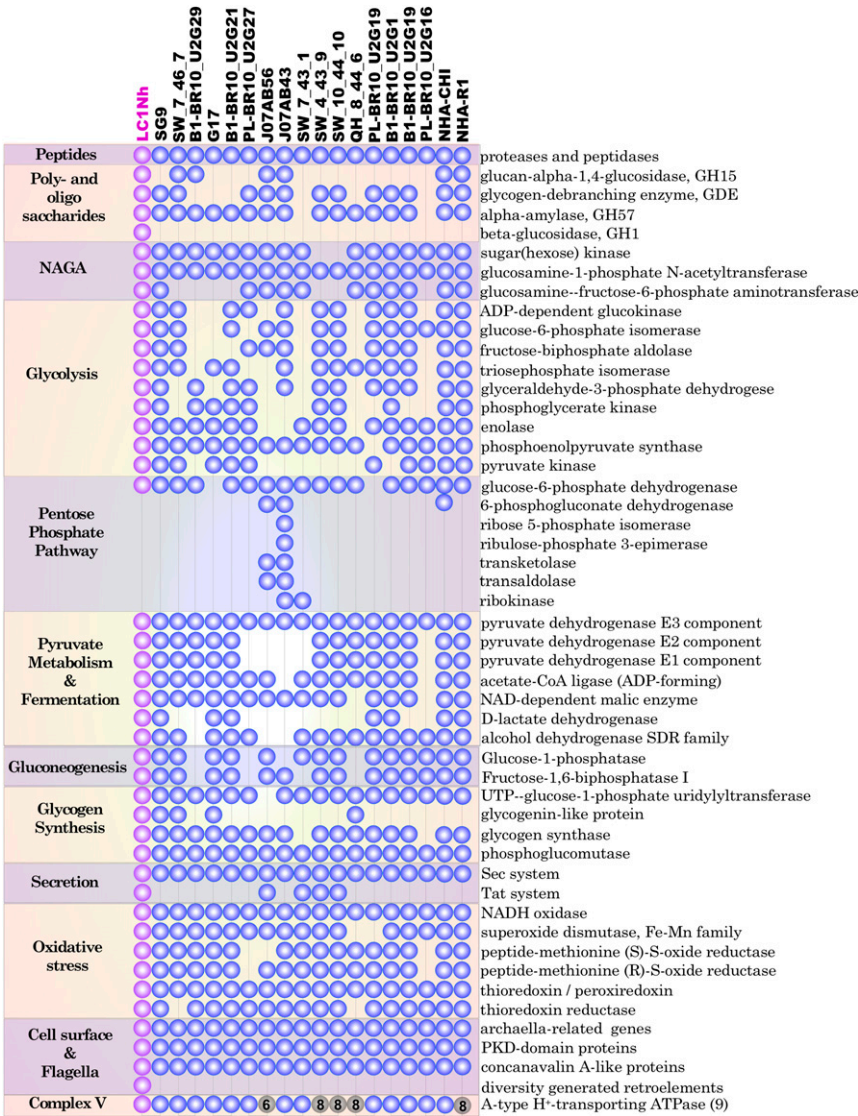 LC1Nh
SG9
SW_7_46_7
B1-BR10_U2G29
G17
B1-BR10_U2G21
PL-BR10_U2G27
J07AB56
J07AB43
SW_7_43_1
SW_4_43_9
SW_10_44_10
QH_8_44_6
PL-BR10_U2G19
B1-BR10_U2G1
B1-BR10_U2G19
PL-BR10_U2G16
NHA-CHI
NHA-R1
Peptides
proteases and peptidases
Poly- and
oligo
saccharides
glucan-alpha-1,4-glucosidase, GH15
glycogen-debranching enzyme, GDE
alpha-amylase, GH57
beta-glucosidase, GH1
NAGA
sugar(hexose) kinase
glucosamine-1-phosphate N-acetyltransferase
glucosamine--fructose-6-phosphate aminotransferase
Glycolysis
ADP-dependent glucokinase
glucose-6-phosphate isomerase
fructose-biphosphate aldolase
triosephosphate isomerase
glyceraldehyde-3-phosphate dehydrogese
phosphoglycerate kinase
enolase
phosphoenolpyruvate synthase
pyruvate kinase
Pentose
Phosphate
Pathway
glucose-6-phosphate dehydrogenase
6-phosphogluconate dehydrogenase
ribose 5-phosphate isomerase
ribulose-phosphate 3-epimerase
transketolase
transaldolase
ribokinase
Pyruvate
Metabolism
&
Fermentation
pyruvate dehydrogenase E3 component
pyruvate dehydrogenase E2 component
pyruvate dehydrogenase E1 component
acetate-CoA ligase (ADP-forming)
NAD-dependent malic enzyme
D-lactate dehydrogenase
alcohol dehydrogenase SDR family
Gluconeogenesis
Glucose-1-phosphatase
Fructose-1,6-biphosphatase I
Glycogen
Synthesis
UTP--glucose-1-phosphate uridylyltransferase
glycogenin-like protein
glycogen synthase
phosphoglucomutase
Secretion
Sec system
Tat system
Oxidative
stress
NADH oxidase
superoxide dismutase, Fe-Mn family
peptide-methionine (S)-S-oxide reductase
peptide-methionine (R)-S-oxide reductase
thioredoxin / peroxiredoxin
thioredoxin reductase
Cell surface
&
Flagella
archaella-related genes
PKD-domain proteins
concanavalin A-like proteins
diversity generated retroelements
Complex V
6 8 8 8 8
A-type H⁺-transporting ATPase (9)